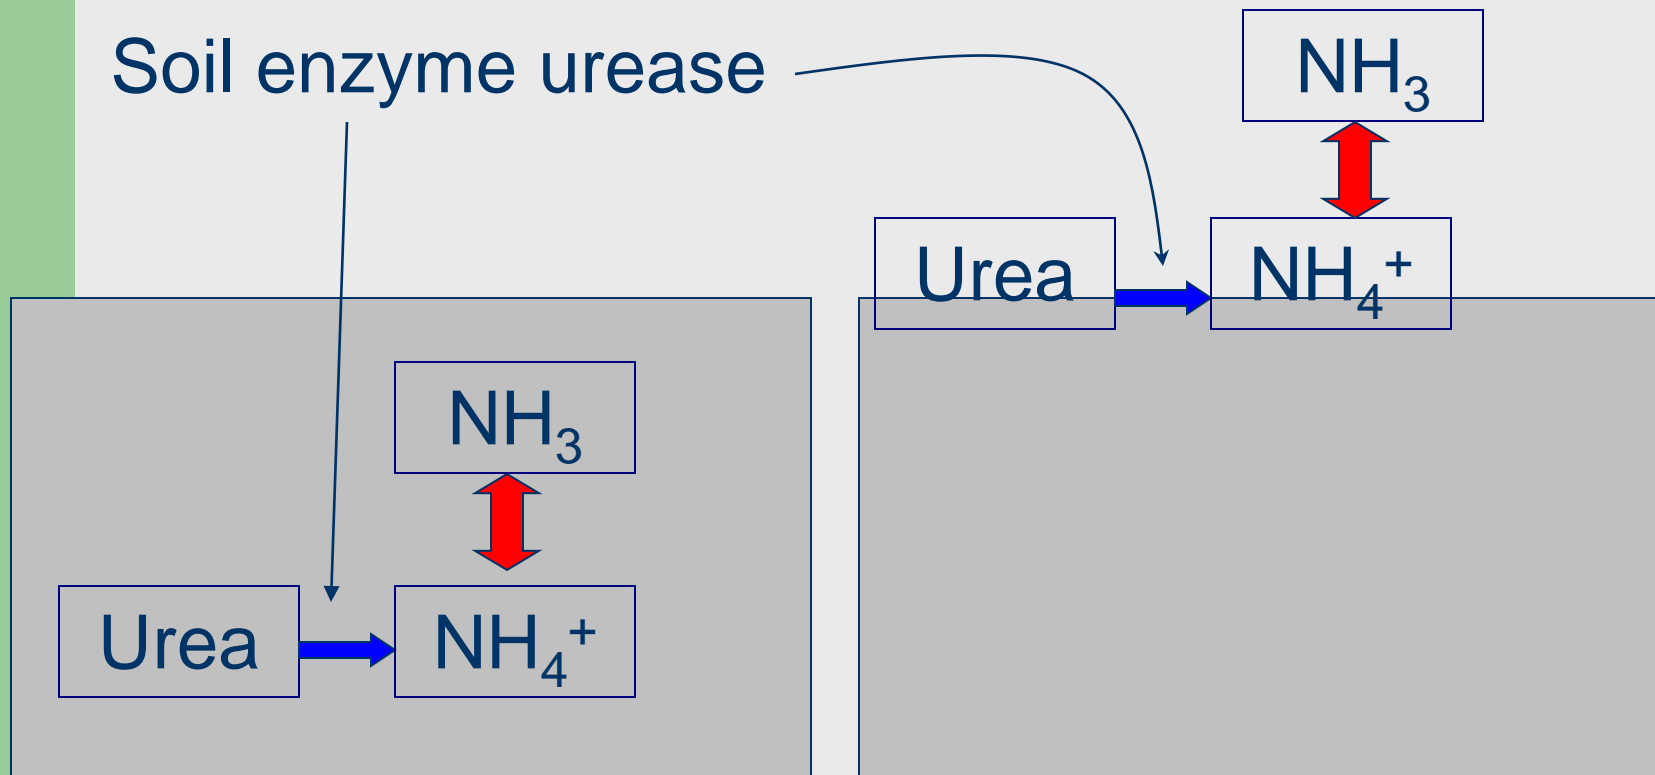 Soil enzyme urease
NH₃
Urea
NH₄⁺
NH₃
Urea
NH₄⁺